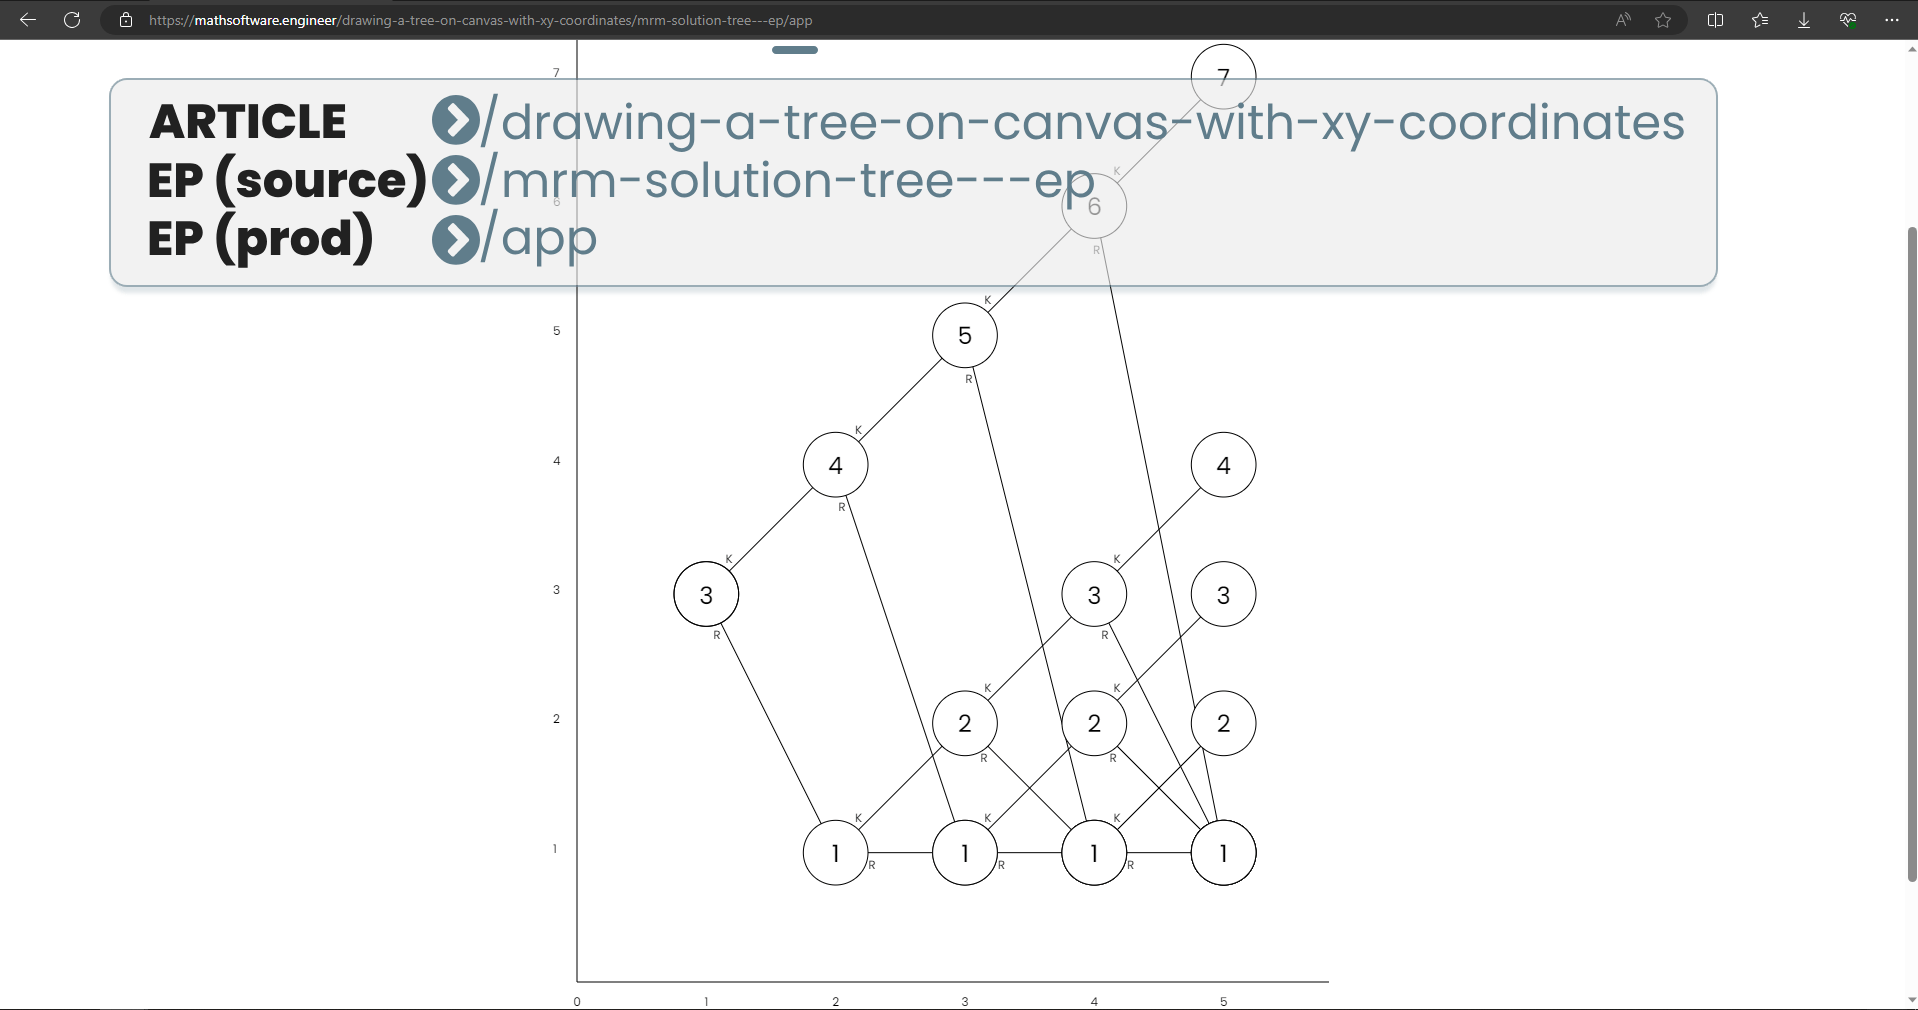 https://mathsoftware.engineer/drawing-a-tree-on-canvas-with-xy-coordinates/mrm-solution-tree---ep/app
7
7
ARTICLE /drawing-a-tree-on-canvas-with-xy-coordinates
K
EP (source) /mrm-solution-tree---ep
6
6
EP (prod) /app
R
K
5
5
R
K
4
4
4
R
K
K
3
3
3
3
R
R
K
K
2
2
2
2
R
R
K
K
K
1
1
1
1
1
R
R
R
0
1
2
3
4
5